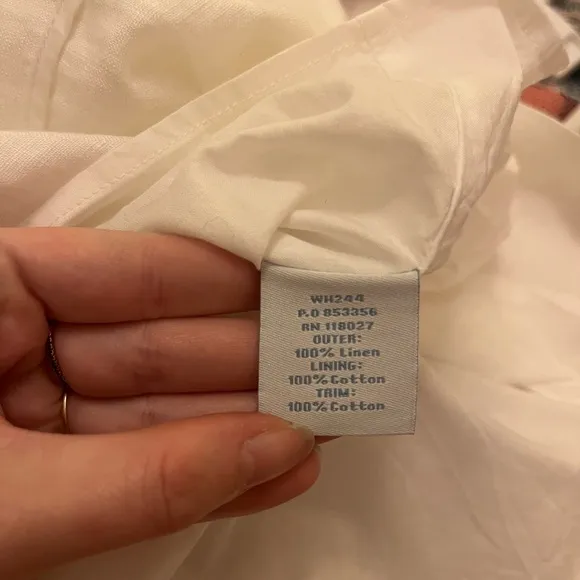 WH244
P.O 853356
RN 118027
OUTER:
100% Linen
LINING:
100% Cotton
TRIM:
100% Cotton